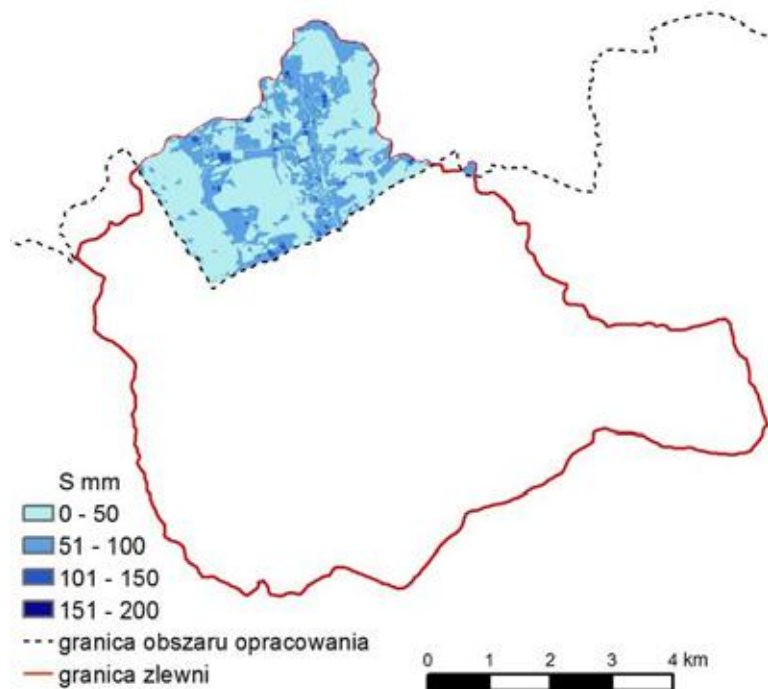 S mm
0 - 50
51 - 100
101 - 150
151 - 200
granica obszaru opracowania
granica zlewni
0 1 2 3 4 km